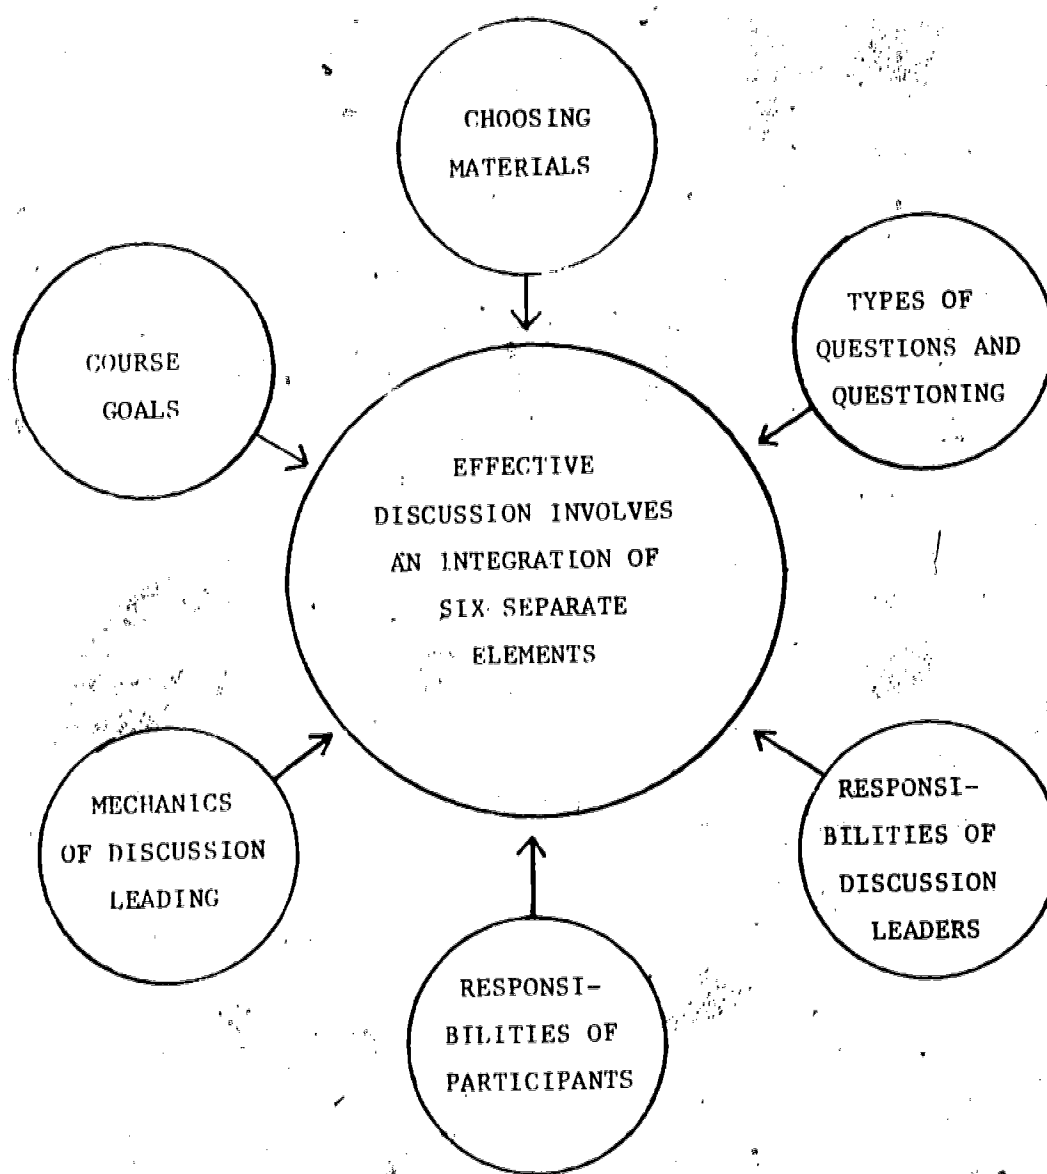 CHOOSING
MATERIALS
TYPES OF
QUESTIONS AND
QUESTIONING
COURSE
GOALS
EFFECTIVE
DISCUSSION INVOLVES
AN INTEGRATION OF
SIX SEPARATE
ELEMENTS
MECHANICS
OF DISCUSSION
LEADING
RESPONSI-
BILITIES OF
DISCUSSION
LEADERS
RESPONSI-
BILITIES OF
PARTICIPANTS